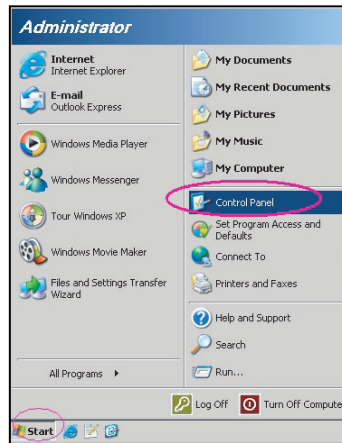 Administrator
Internet
Internet Explorer
E-mail
Outlook Express
Windows Media Player
Windows Messenger
Tour Windows XP
Windows Movie Maker
Files and Settings Transfer
Wizard
All Programs
My Documents
My Recent Documents
My Pictures
My Music
My Computer
Control Panel
Set Program Access and
Defaults
Connect To
Printers and Faxes
Help and Support
Search
Run...
Log Off
Turn Off Compute
Start